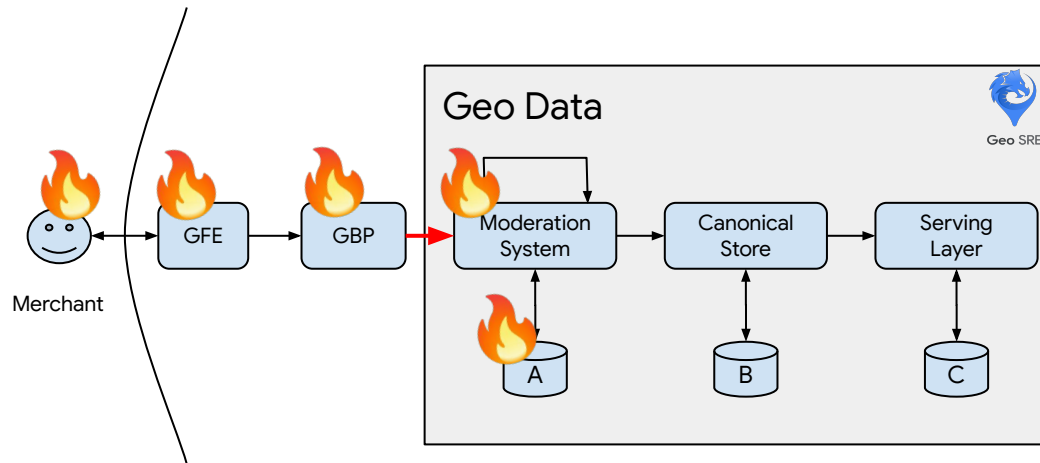 Geo Data
Geo SRE
GFE
GBP
Moderation
System
Canonical
Store
Serving
Layer
Merchant
A
B
C